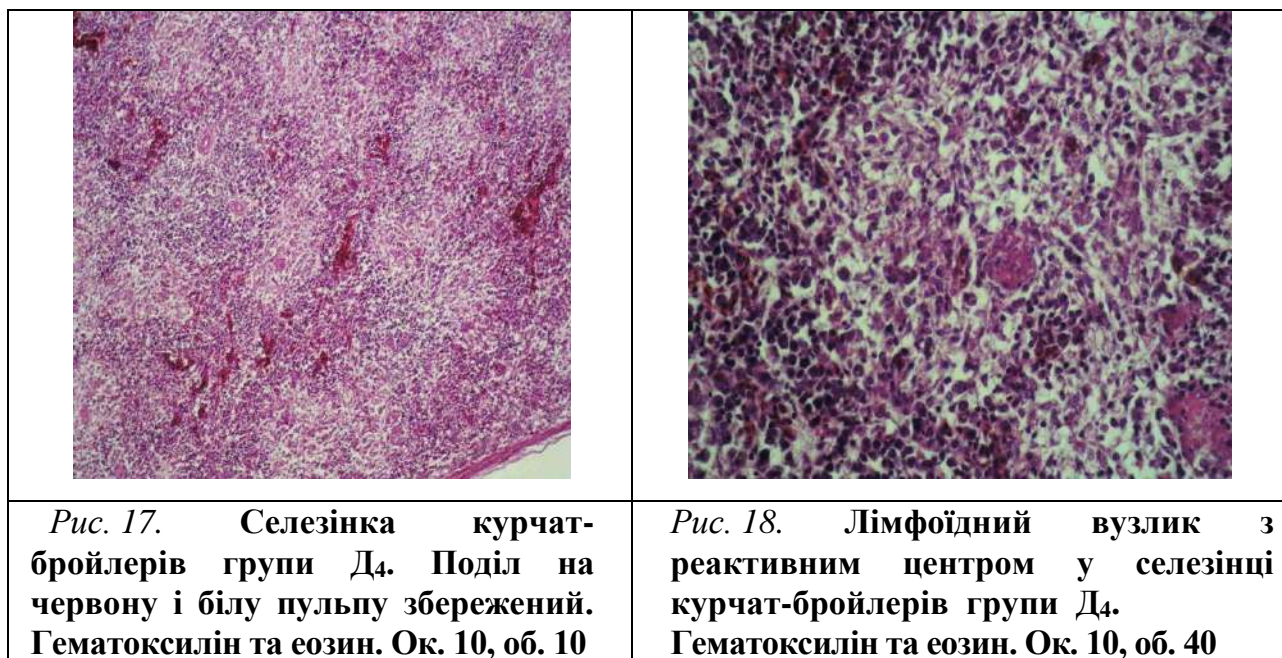 Рис. 17. Селезінка курчат-
бройлерів групи Д₄. Поділ на
червону і білу пульпу збережений.
Гематоксилін та еозин. Ок. 10, об. 10
Рис. 18. Лімфоїдний вузлик з
реактивним центром у селезінці
курчат-бройлерів групи Д₄.
Гематоксилін та еозин. Ок. 10, об. 40